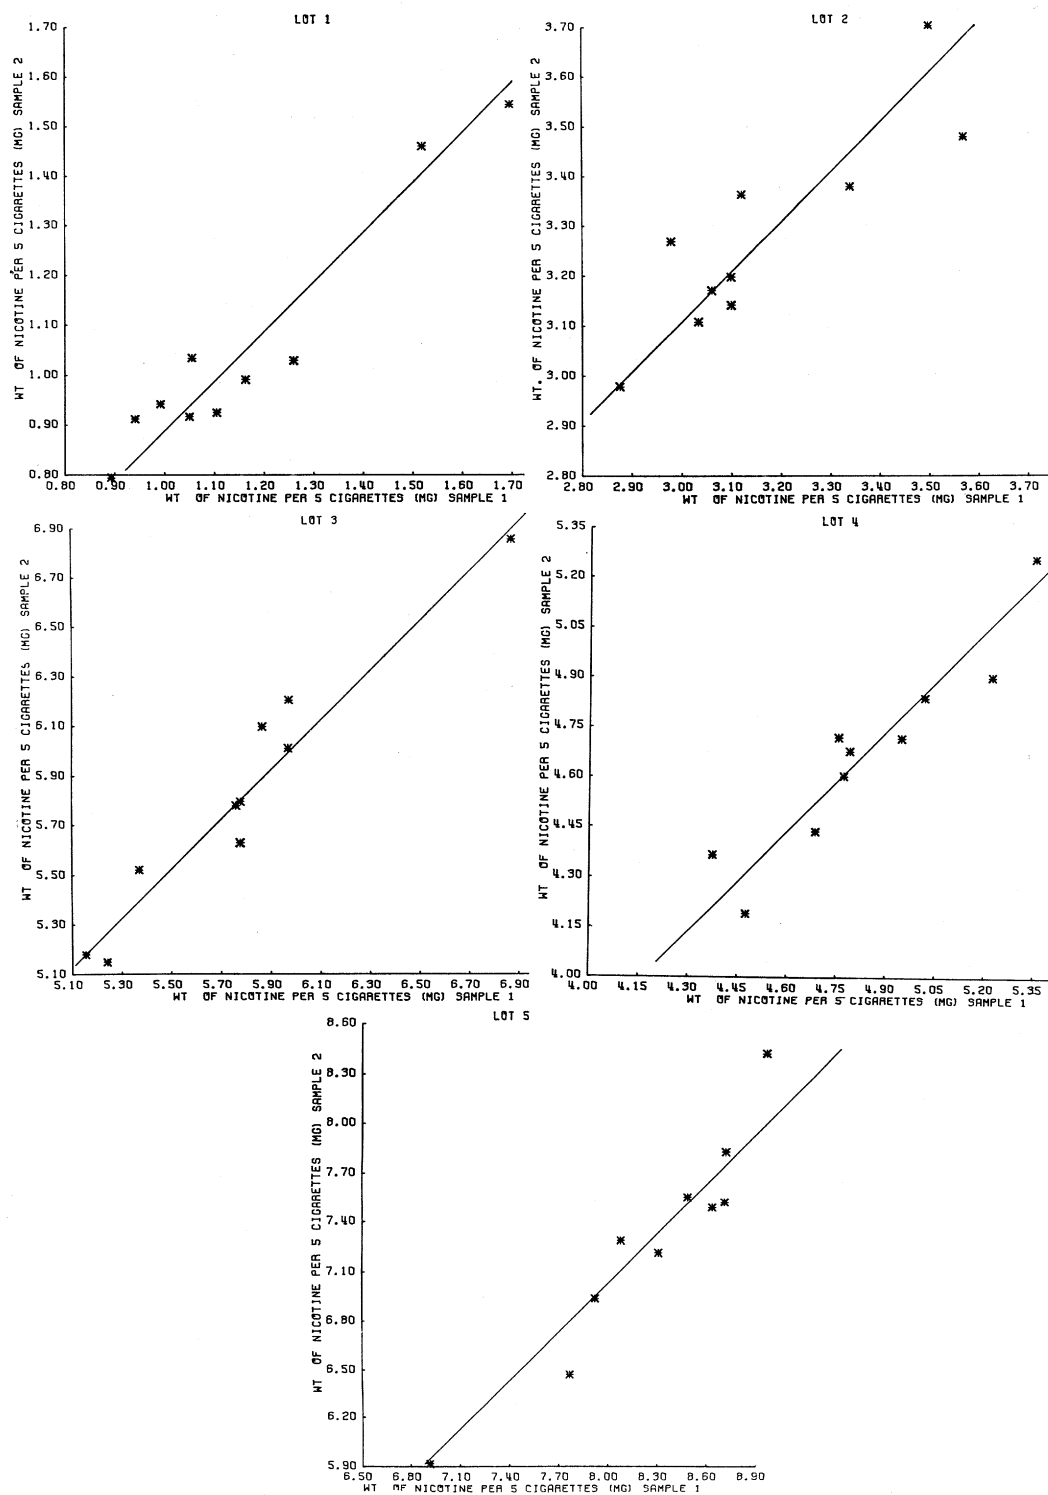 LOT 1
1.70
1.60
1.50
1.40
1.30
1.20
1.10
1.00
0.90
0.80
WT OF NICOTINE PER 5 CIGARETTES (MG) SAMPLE 2
0.80 0.90 1.00 1.10 1.20 1.30 1.40 1.50 1.60 1.70
WT OF NICOTINE PER 5 CIGARETTES (MG) SAMPLE 1
LOT 2
3.70
3.60
3.50
3.40
3.30
3.20
3.10
3.00
2.90
2.80
WT. OF NICOTINE PER 5 CIGARETTES (MG) SAMPLE 2
2.80 2.90 3.00 3.10 3.20 3.30 3.40 3.50 3.60 3.70
WT OF NICOTINE PER 5 CIGARETTES (MG) SAMPLE 1
LOT 3
6.90
6.70
6.50
6.30
6.10
5.90
5.70
5.50
5.30
5.10
WT OF NICOTINE PER 5 CIGARETTES (MG) SAMPLE 2
5.10 5.30 5.50 5.70 5.90 6.10 6.30 6.50 6.70 6.90
WT OF NICOTINE PER 5 CIGARETTES (MG) SAMPLE 1
LOT 4
5.35
5.20
5.05
4.90
4.75
4.60
4.45
4.30
4.15
4.00
WT OF NICOTINE PER 5 CIGARETTES (MG) SAMPLE 2
4.00 4.15 4.30 4.45 4.60 4.75 4.90 5.05 5.20 5.35
WT OF NICOTINE PER 5 CIGARETTES (MG) SAMPLE 1
LOT 5
8.60
8.30
8.00
7.70
7.40
7.10
6.80
6.50
6.20
5.90
WT OF NICOTINE PER 5 CIGARETTES (MG) SAMPLE 2
6.50 6.80 7.10 7.40 7.70 8.00 8.30 8.60 8.90
WT OF NICOTINE PER 5 CIGARETTES (MG) SAMPLE 1